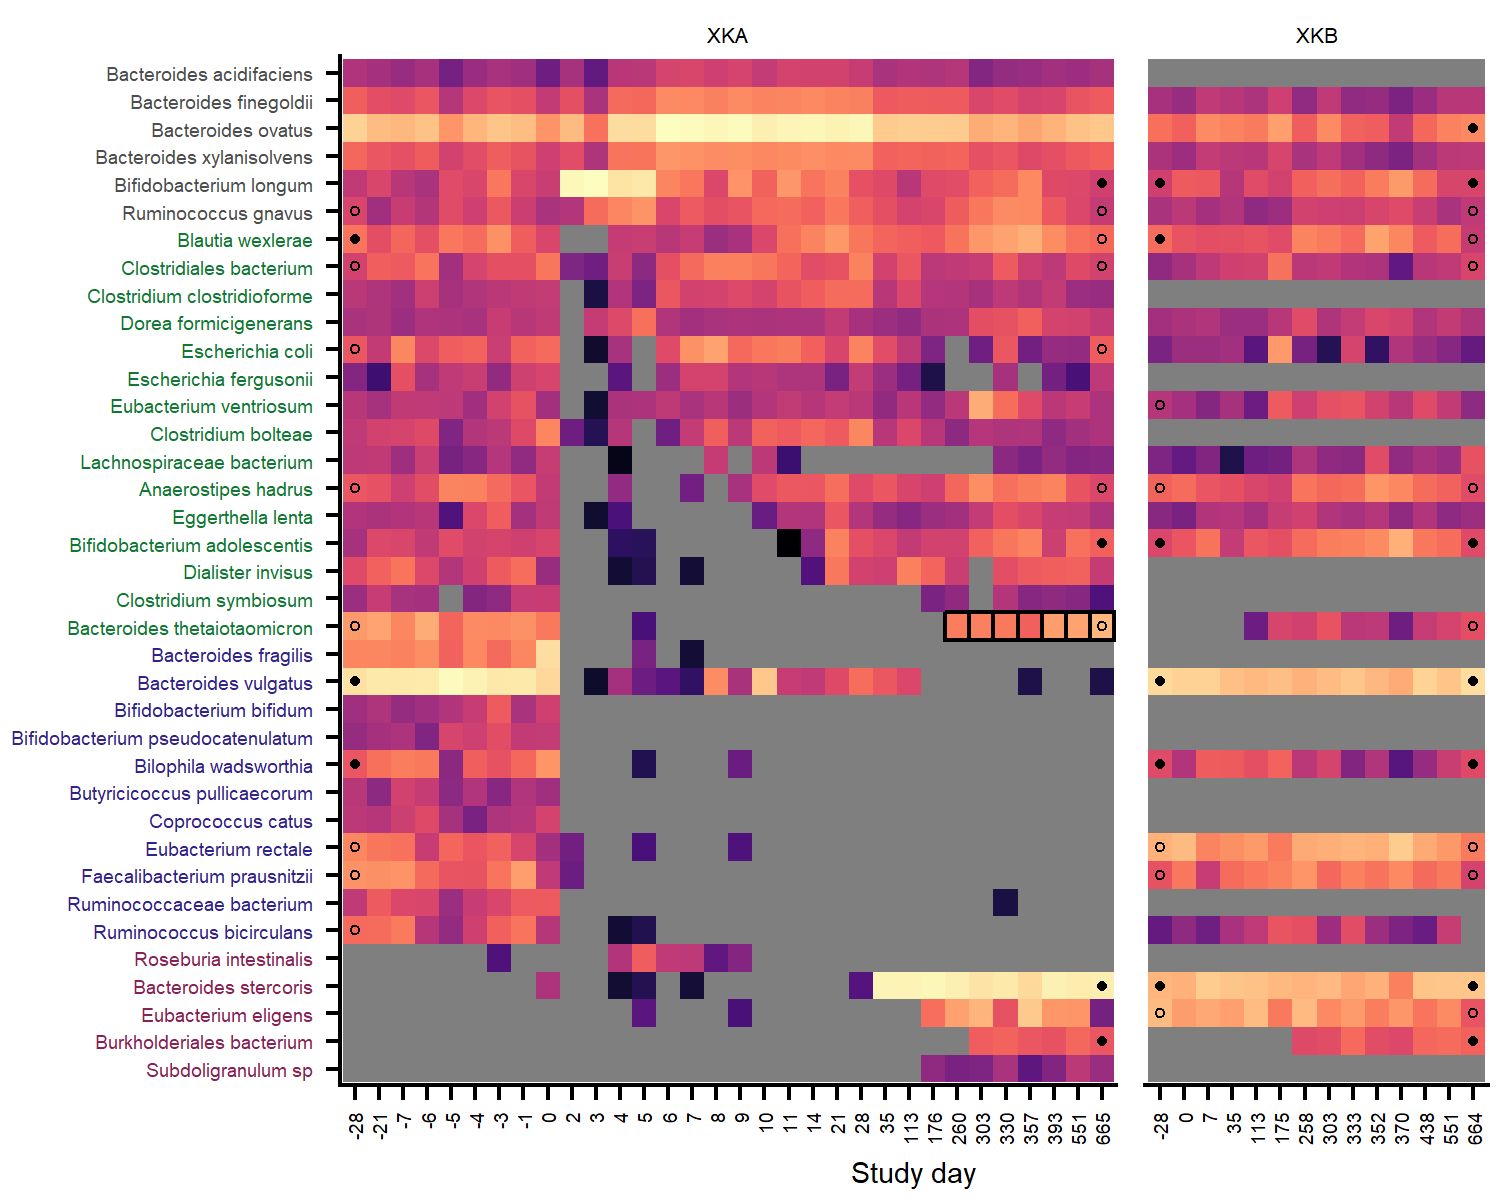 XKA
XKB
Bacteroides acidifaciens
Bacteroides finegoldii
Bacteroides ovatus
Bacteroides xylanisolvens
Bifidobacterium longum
Ruminococcus gnavus
Blautia wexlerae
Clostridiales bacterium
Clostridium clostridioforme
Dorea formicigenerans
Escherichia coli
Escherichia fergusonii
Eubacterium ventriosum
Clostridium bolteae
Lachnospiraceae bacterium
Anaerostipes hadrus
Eggerthella lenta
Bifidobacterium adolescentis
Dialister invisus
Clostridium symbiosum
Bacteroides thetaiotaomicron
Bacteroides fragilis
Bacteroides vulgatus
Bifidobacterium bifidum
Bifidobacterium pseudocatenulatum
Bilophila wadsworthia
Butyricicoccus pullicaecorum
Coprococcus catus
Eubacterium rectale
Faecalibacterium prausnitzii
Ruminococcaceae bacterium
Ruminococcus bicirculans
Roseburia intestinalis
Bacteroides stercoris
Eubacterium eligens
Burkholderiales bacterium
Subdoligranulum sp
-28 -21 -7 -6 -5 -4 -3 -1 0 2 3 4 5 6 7 8 9 10 11 14 21 28 35 113 176 260 303 330 357 393 551 665
-28 0 7 35 113 175 258 303 333 352 370 438 551 664
Study day